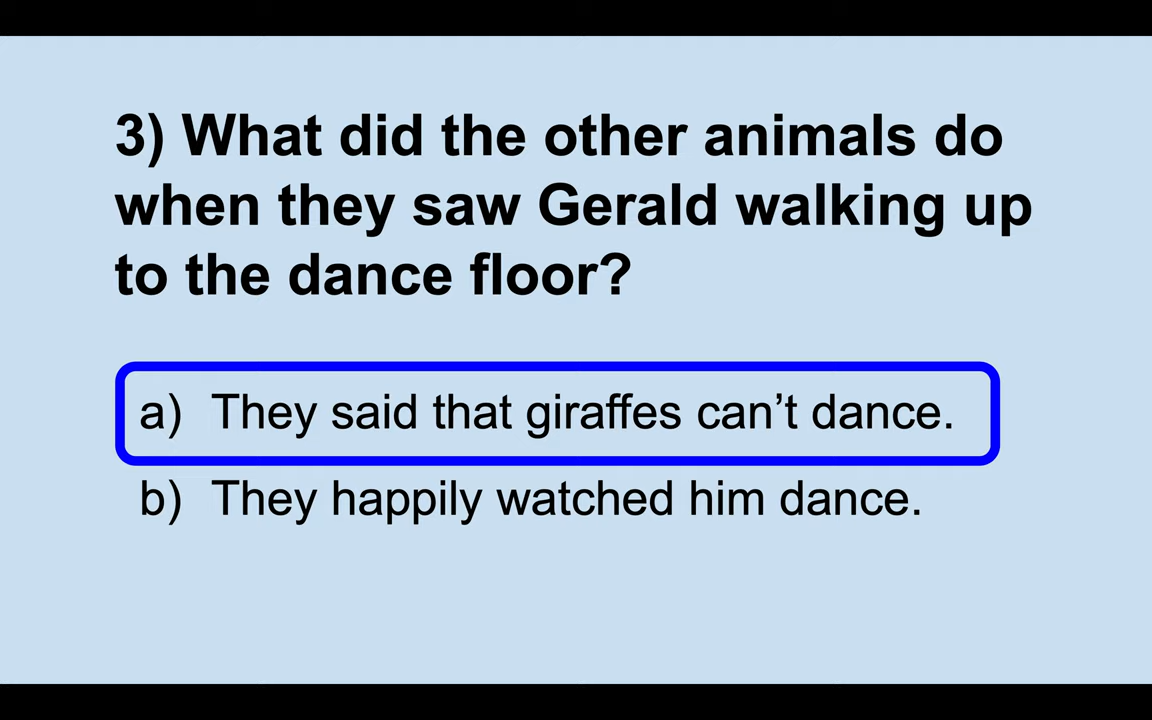 3) What did the other animals do
when they saw Gerald walking up
to the dance floor?
a) They said that giraffes can’t dance.
b) They happily watched him dance.